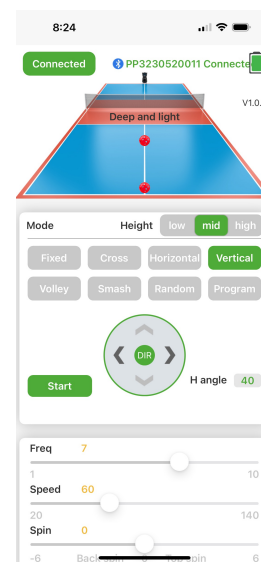 8:24
Connected PP3230520011 Connecte
V1.0.
Deep and light
Mode Height low mid high
Fixed Cross Horizontal Vertical
Volley Smash Random Program
DIR
Start H angle 40
Freq 7
1 10
Speed 60
20 140
Spin 0
-6 Back spin 0 Top spin 6